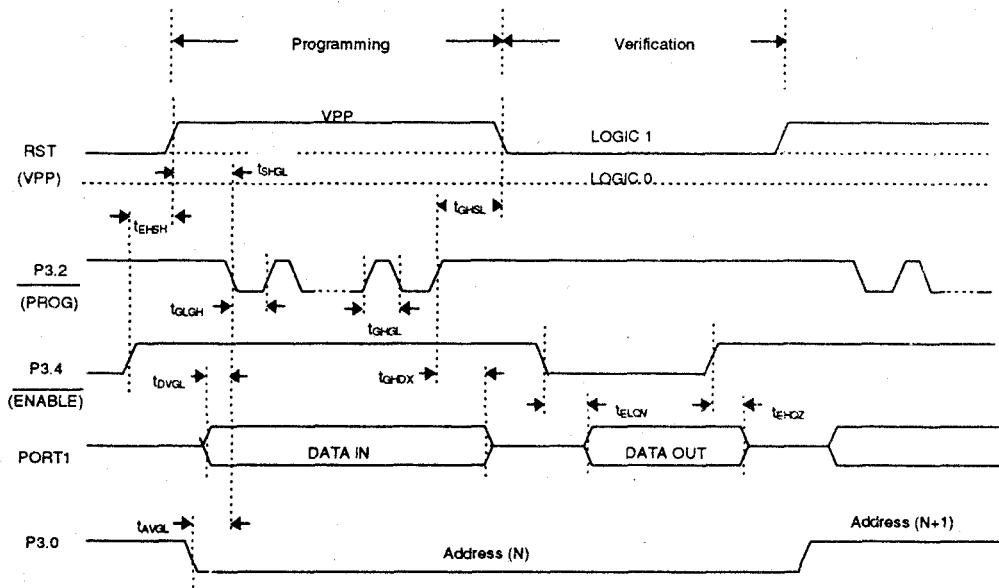 Programming
Verification
VPP
RST
(VPP)
LOGIC 1
LOGIC 0
tSHGL
tGHSL
tEHSH
P3.2
(PROG)
tGLGH
tGHGL
P3.4
(ENABLE)
tDVGL
tGHDX
tELQV
tEHQZ
PORT1
DATA IN
DATA OUT
tAVGL
P3.0
Address (N)
Address (N+1)